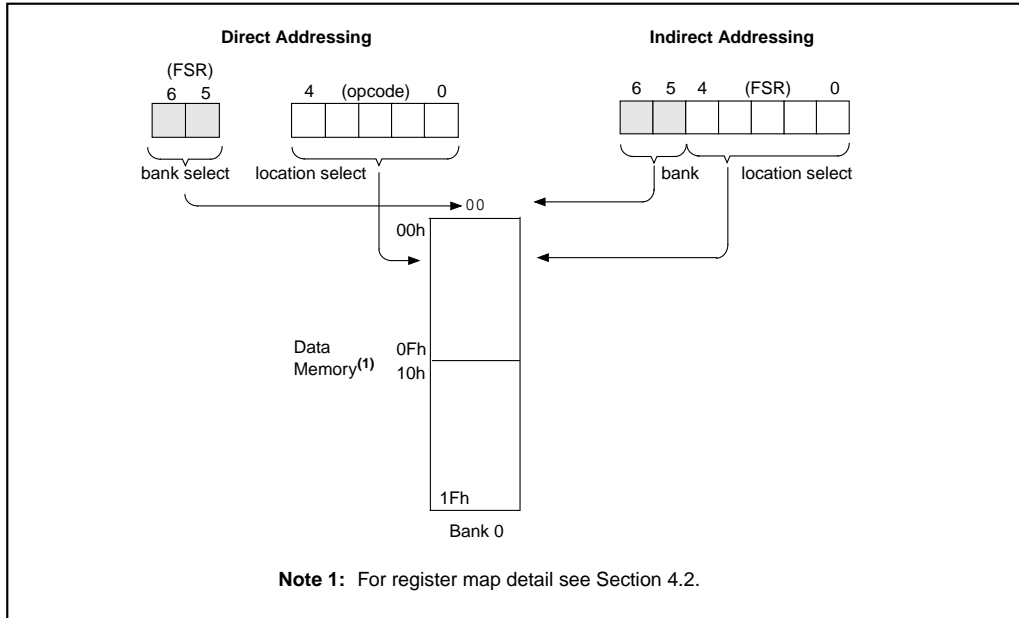 Direct Addressing
Indirect Addressing
(FSR)
6 5
4 (opcode) 0
6 5 4 (FSR) 0
bank select
location select
bank
location select
00
00h
Data
Memory(1)
0Fh
10h
1Fh
Bank 0
Note 1: For register map detail see Section 4.2.